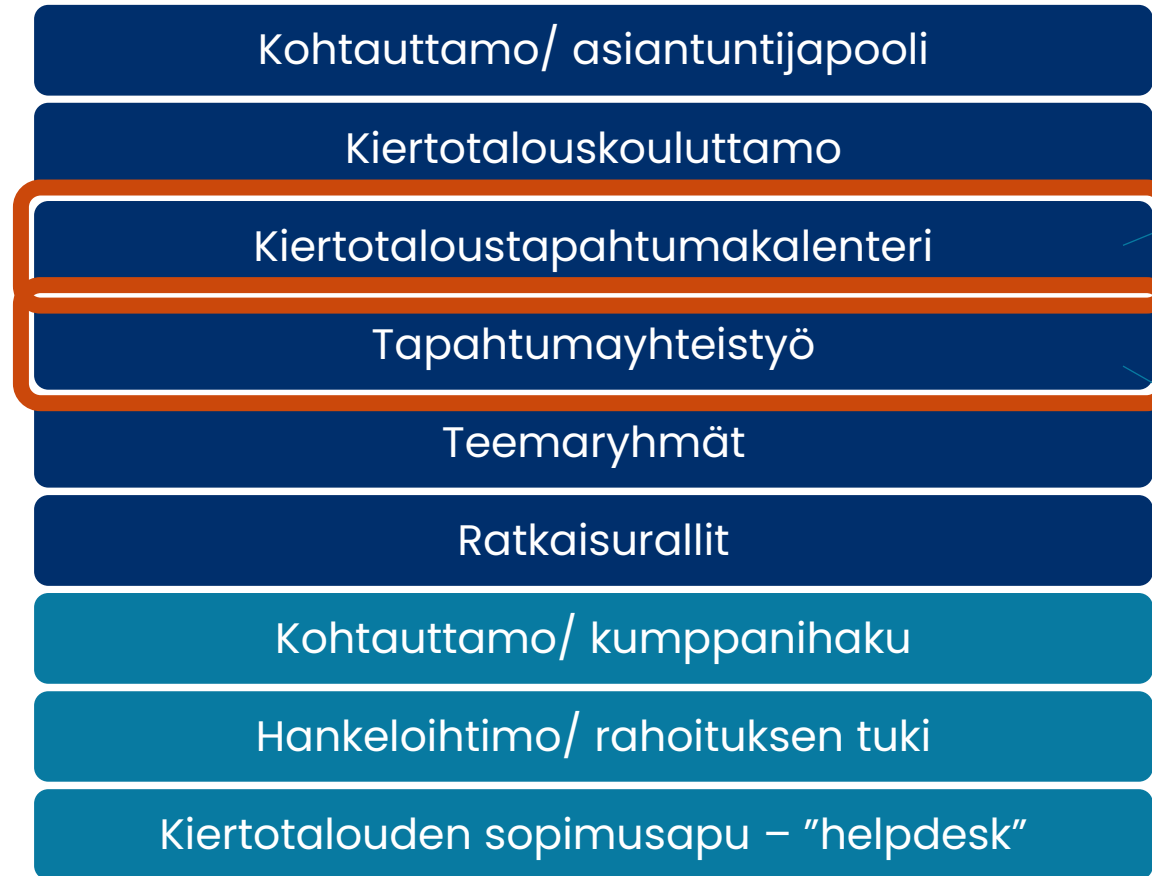 Kohtauttamo/ asiantuntijapooli
Kiertotalouskouluttamo
Kiertotaloustapahtumakalenteri
Tapahtumayhteistyö
Teemaryhmät
Ratkaisurallit
Kohtauttamo/ kumppanihaku
Hankeloihtimo/ rahoituksen tuki
Kiertotalouden sopimusapu – ”helpdesk”